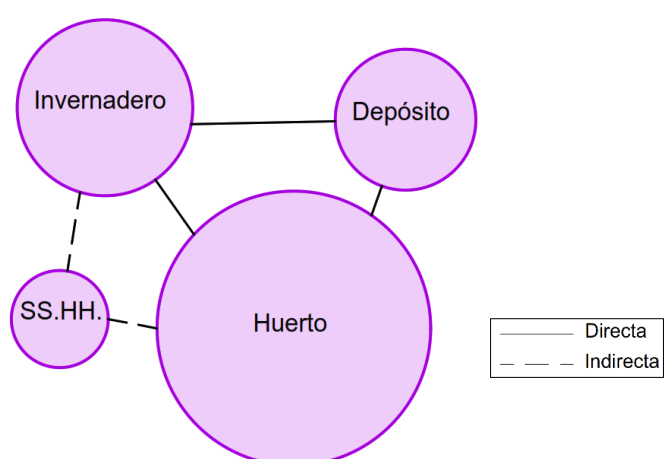 Invernadero
Depósito
SS.HH.
Huerto
Directa
Indirecta